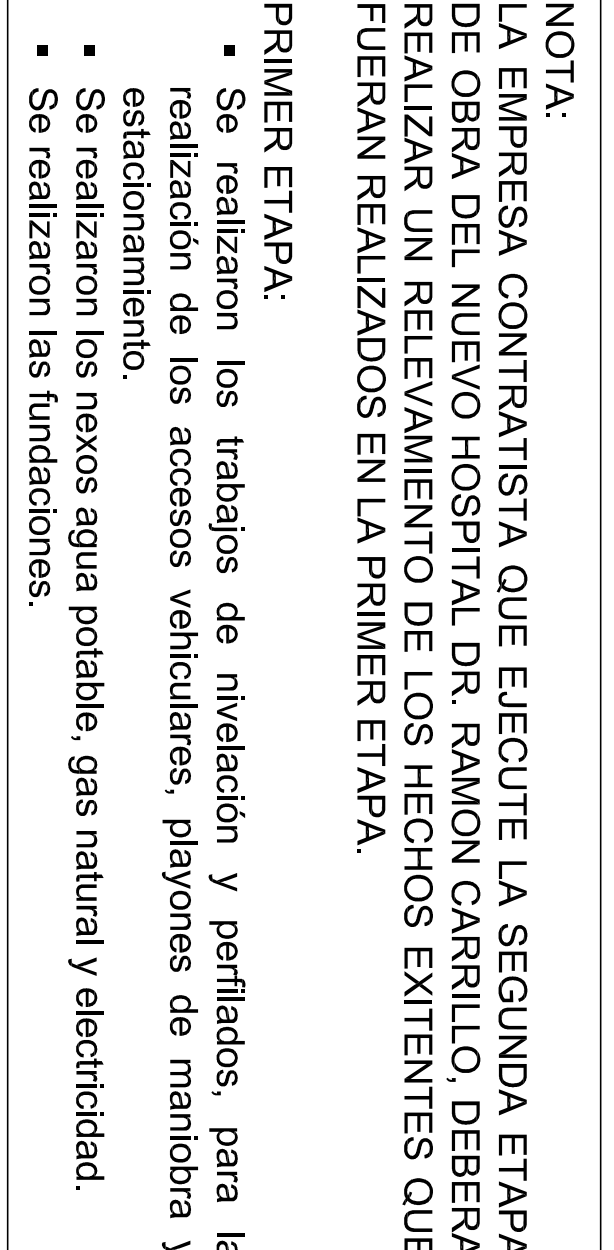 NOTA:
LA EMPRESA CONTRATISTA QUE EJECUTE LA SEGUNDA ETAPA
DE OBRA DEL NUEVO HOSPITAL DR. RAMON CARRILLO, DEBERA
REALIZAR UN RELEVAMIENTO DE LOS HECHOS EXITENTES QUE
FUERAN REALIZADOS EN LA PRIMER ETAPA.
PRIMER ETAPA:
▪ Se realizaron los trabajos de nivelación y perfilados, para la
realización de los accesos vehiculares, playones de maniobra y
estacionamiento.
▪ Se realizaron los nexos agua potable, gas natural y electricidad.
▪ Se realizaron las fundaciones.